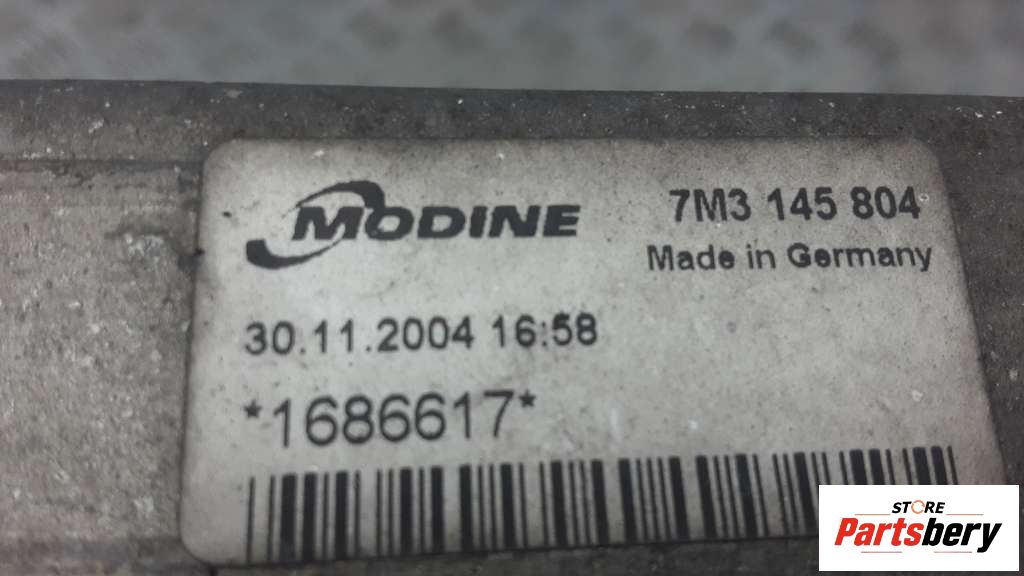 MODINE
7M3 145 804
Made in Germany
30.11.2004 16:58
*1686617*
STORE
Partsbery